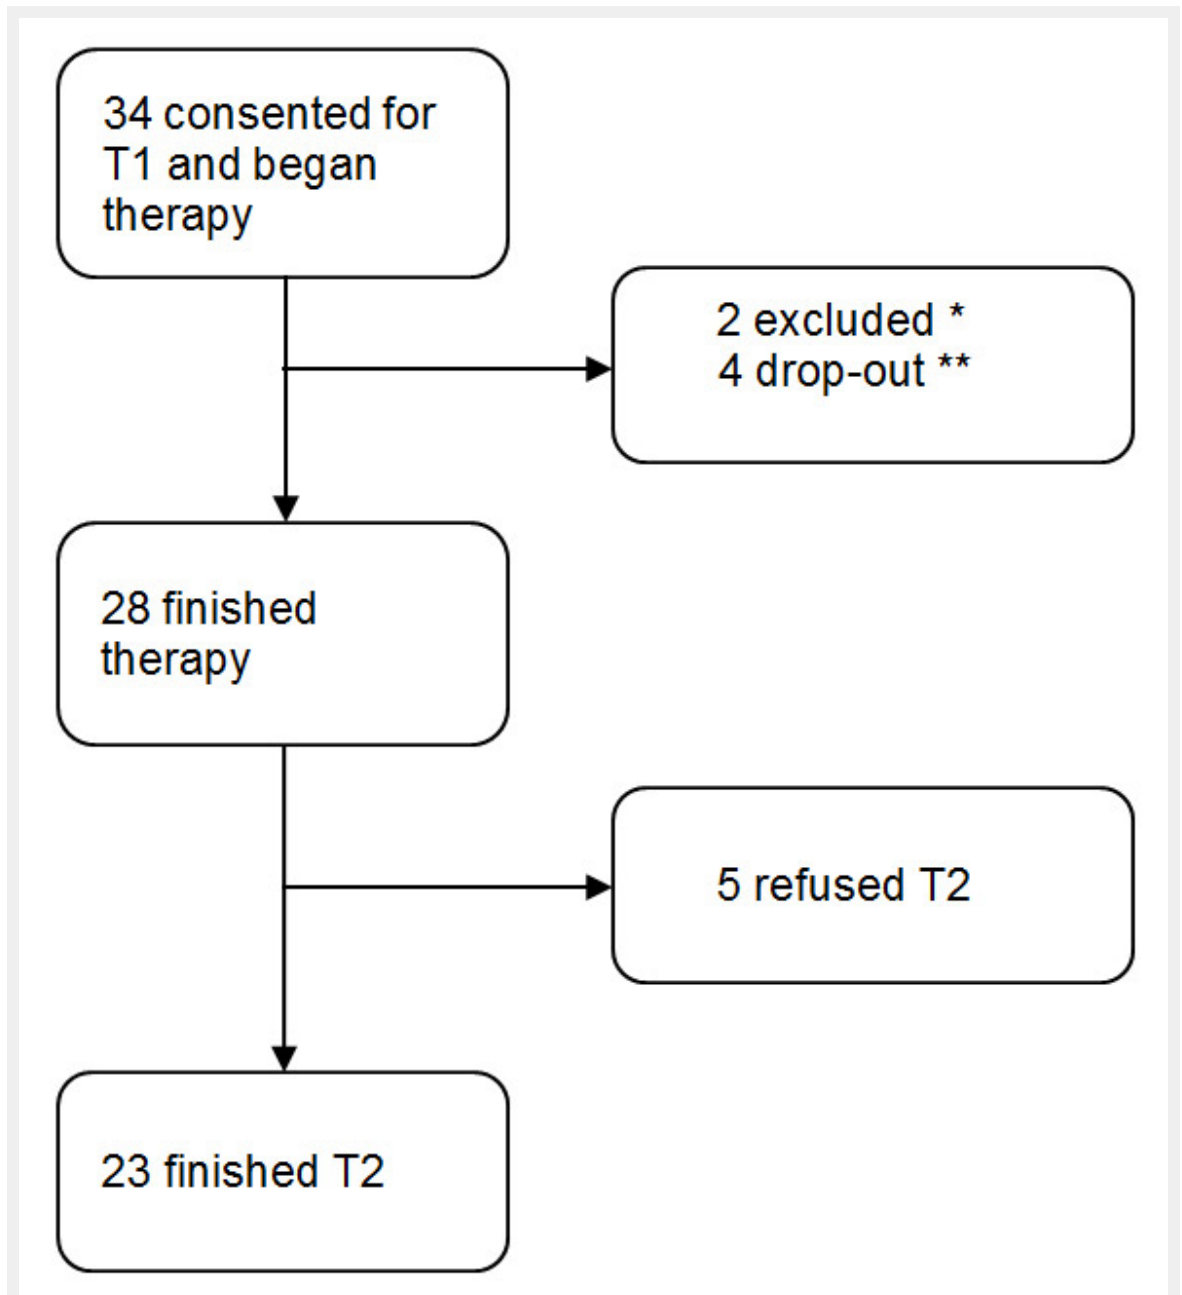 34 consented for
T1 and began
therapy
2 excluded *
4 drop-out **
28 finished
therapy
5 refused T2
23 finished T2